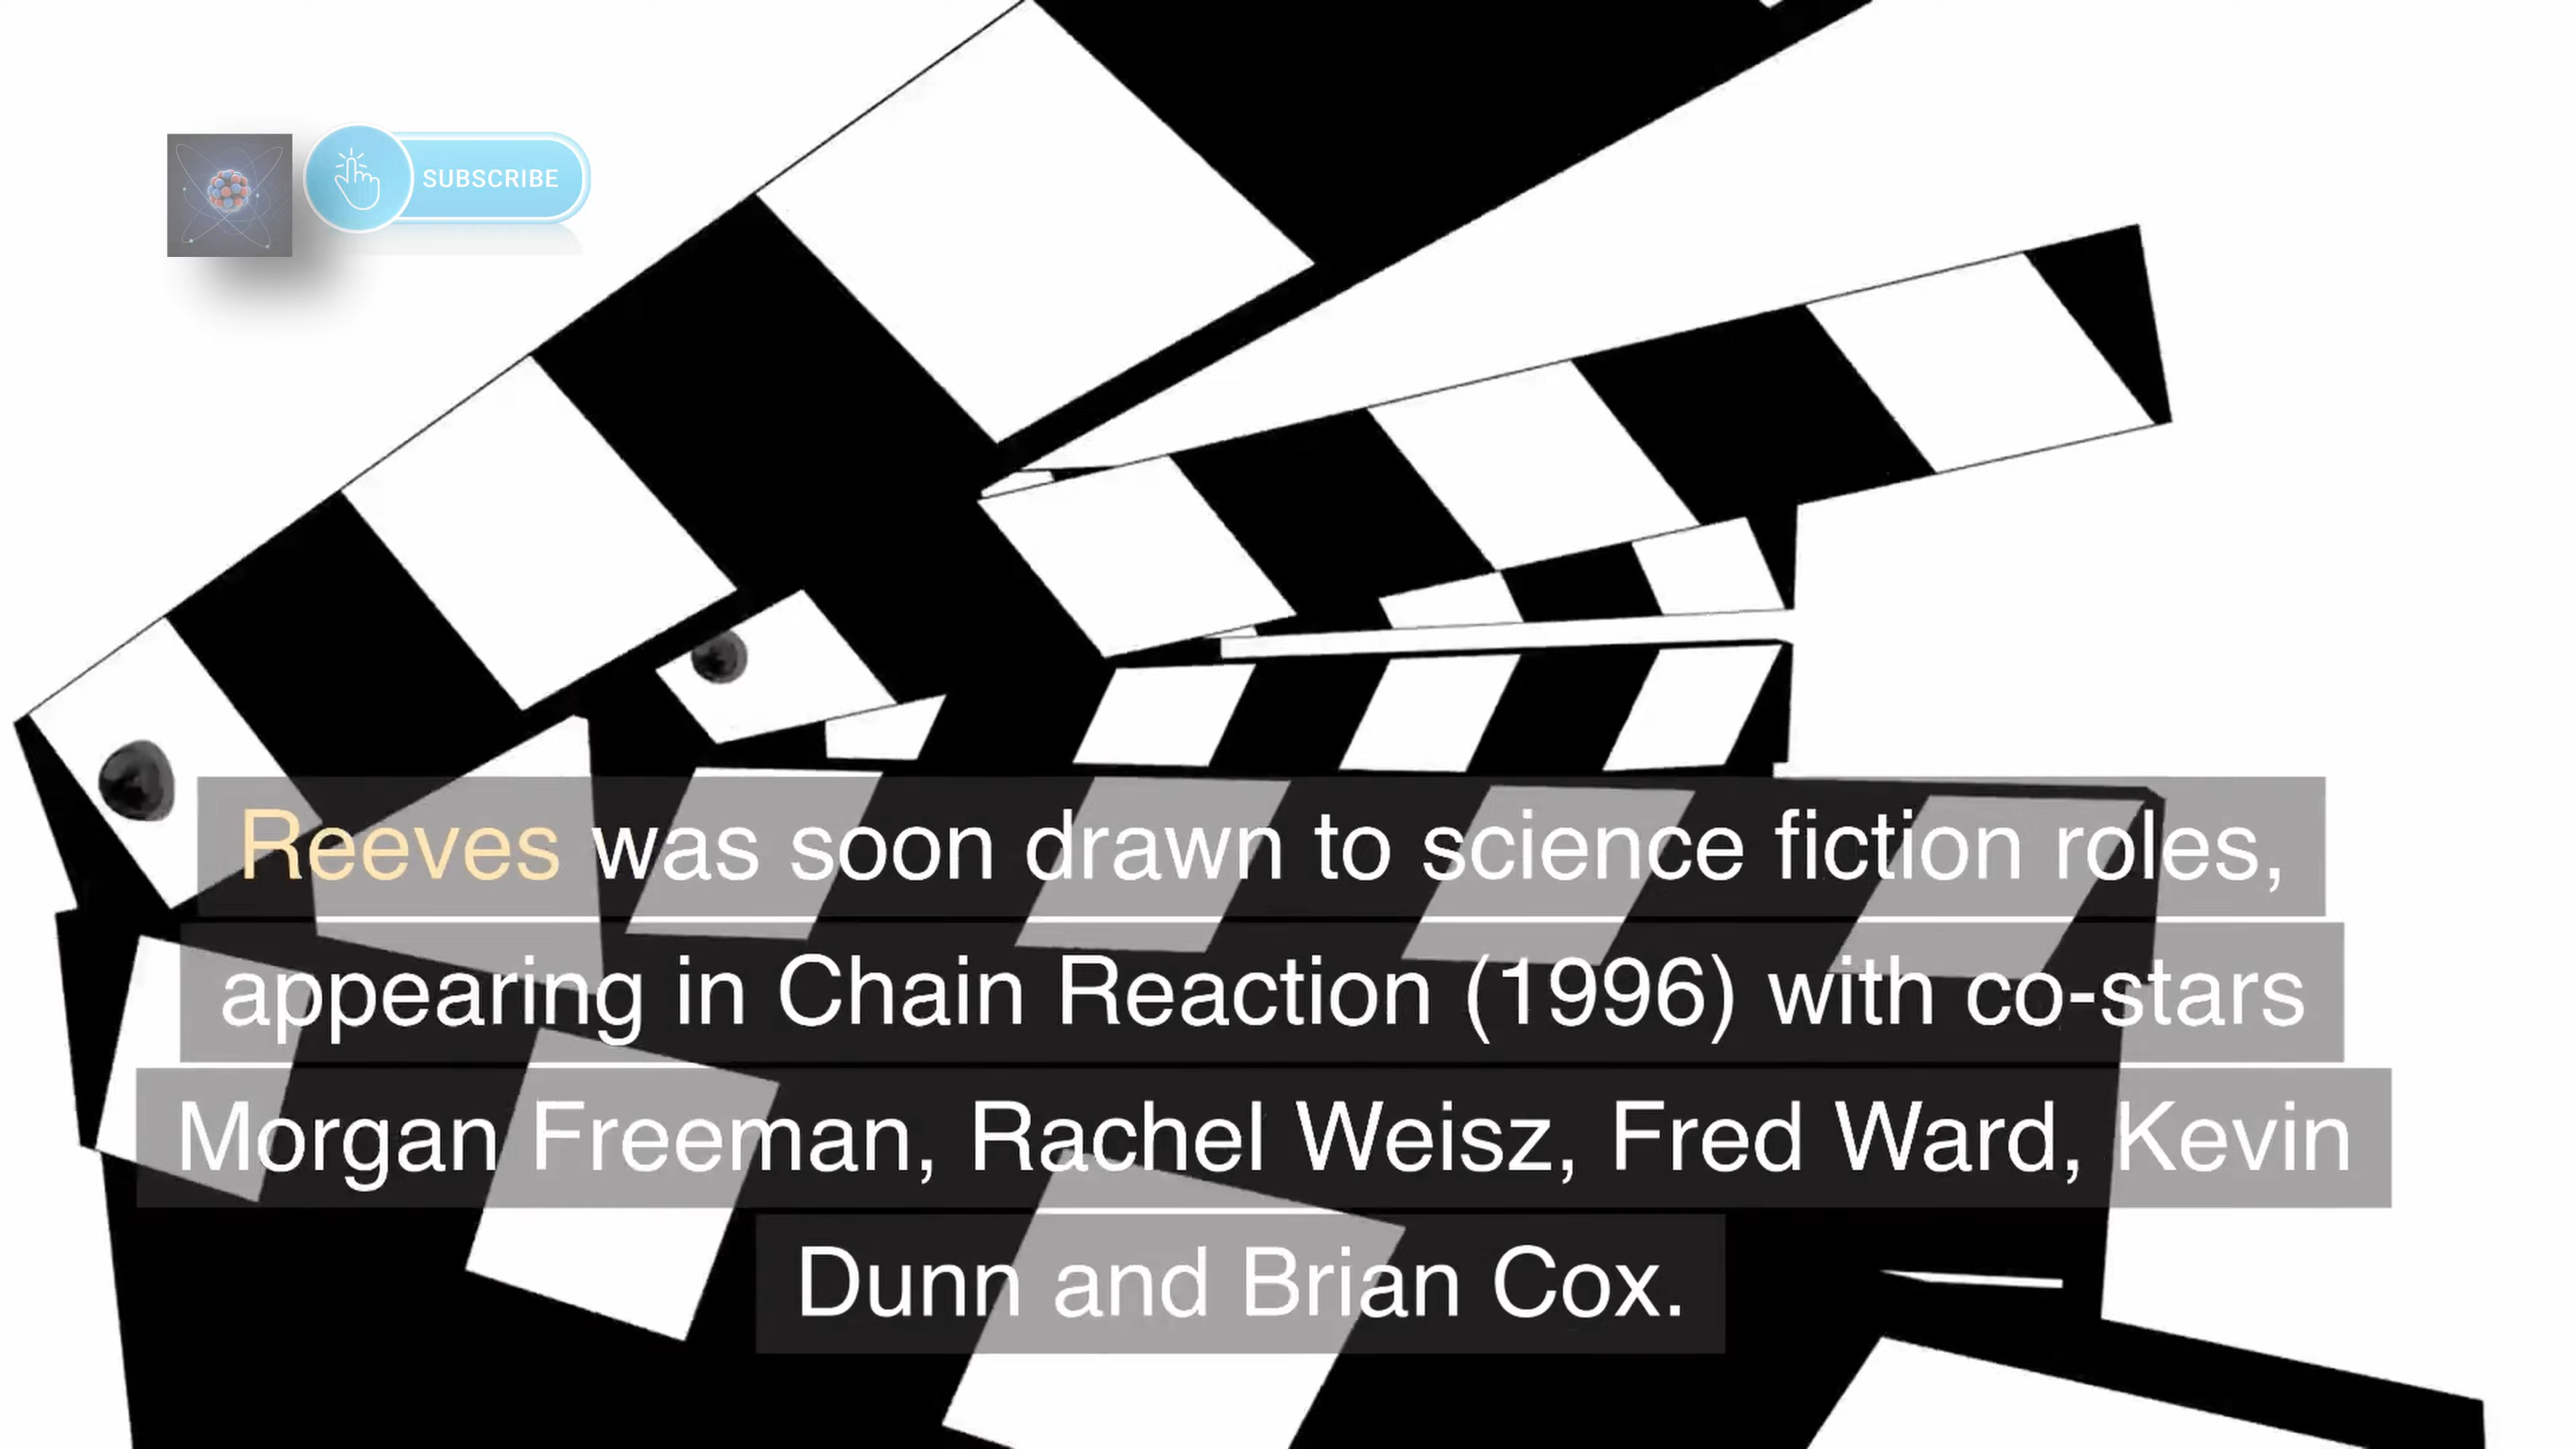 SUBSCRIBE
Reeves was soon drawn to science fiction roles,
appearing in Chain Reaction (1996) with co-stars
Morgan Freeman, Rachel Weisz, Fred Ward, Kevin
Dunn and Brian Cox.